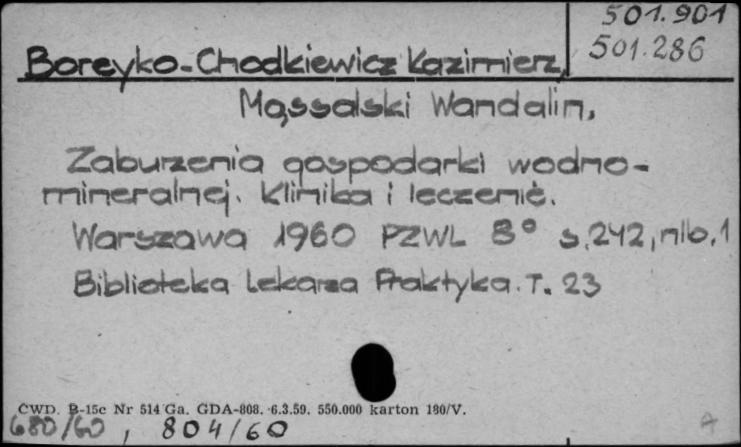 501.901
501.286
Boreyko-Chodkiewicz Kazimierz,
Mąssalski Wandalin,
Zaburzenia gospodarki wodno-
mineralnej. Klinika i leczenie.
Warszawa 1960 PZWL 8° s. 242, nlb. 1
Biblioteka Lekarza Praktyka. T. 23
CWD. B-15c Nr 514 Ga. GDA-808. 6.3.59. 550.000 karton 180/V.
680/60, 804/60
A